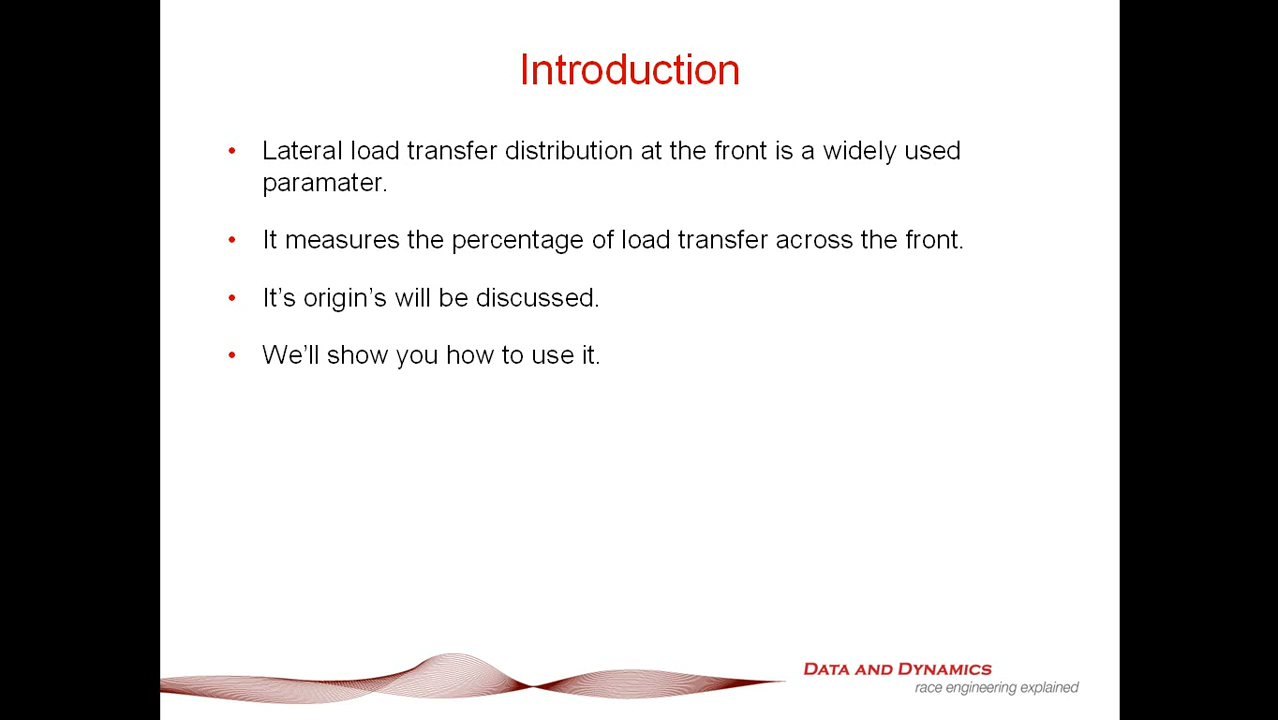 Introduction
• Lateral load transfer distribution at the front is a widely used
paramater.
• It measures the percentage of load transfer across the front.
• It’s origin’s will be discussed.
• We’ll show you how to use it.
DATA AND DYNAMICS
race engineering explained